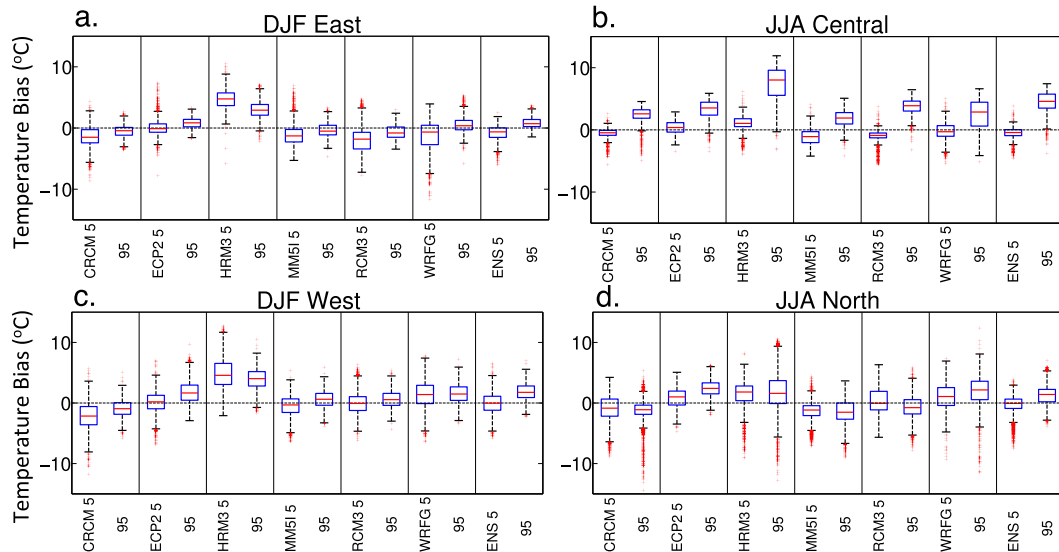 a. DJF East
b. JJA Central
Temperature Bias (ºC)
10
0
−10
10
0
−10
CRCM 5
95
ECP2 5
95
HRM3 5
95
MM5I 5
95
RCM3 5
95
WRFG 5
95
ENS 5
95
CRCM 5
95
ECP2 5
95
HRM3 5
95
MM5I 5
95
RCM3 5
95
WRFG 5
95
ENS 5
95
c. DJF West
d. JJA North
Temperature Bias (ºC)
10
0
−10
10
0
−10
CRCM 5
95
ECP2 5
95
HRM3 5
95
MM5I 5
95
RCM3 5
95
WRFG 5
95
ENS 5
95
CRCM 5
95
ECP2 5
95
HRM3 5
95
MM5I 5
95
RCM3 5
95
WRFG 5
95
ENS 5
95